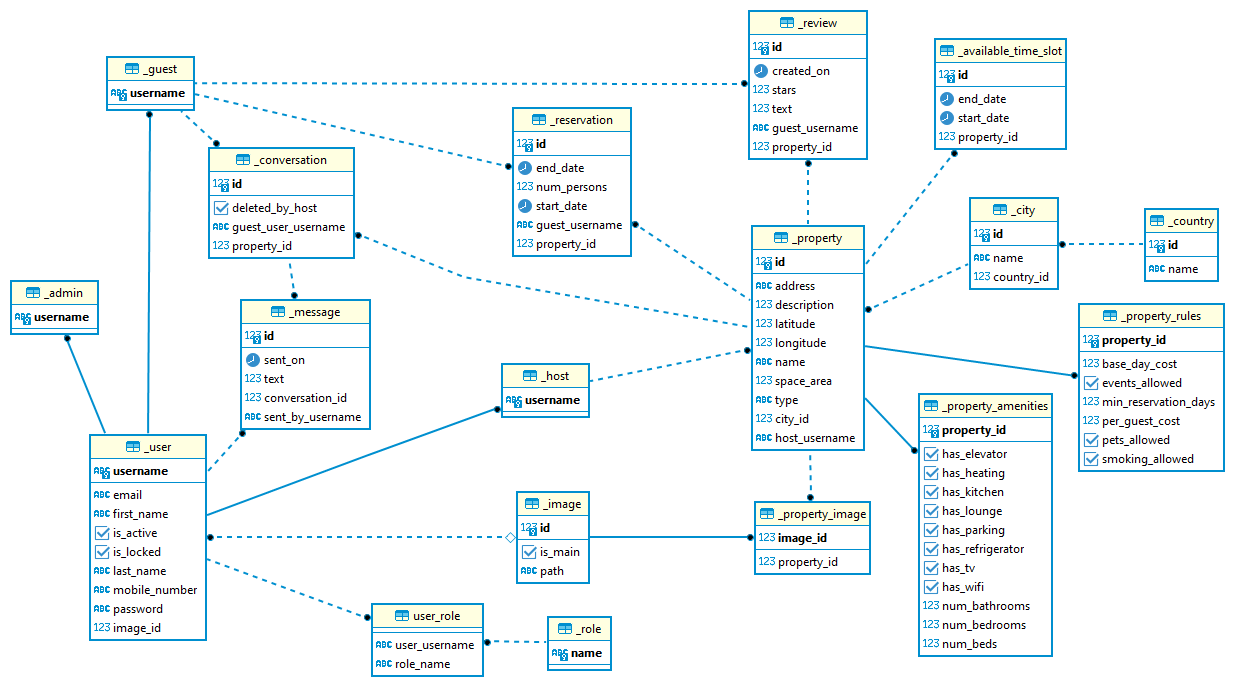 _guest
ABC username
_review
123 id
created_on
123 stars
123 text
ABC guest_username
123 property_id
_available_time_slot
123 id
end_date
start_date
123 property_id
_reservation
123 id
end_date
123 num_persons
start_date
ABC guest_username
123 property_id
_conversation
123 id
deleted_by_host
ABC guest_user_username
123 property_id
_city
123 id
ABC name
123 country_id
_country
123 id
ABC name
_property
123 id
ABC address
123 description
123 latitude
123 longitude
ABC name
123 space_area
ABC type
123 city_id
ABC host_username
_admin
ABC username
_message
123 id
sent_on
123 text
123 conversation_id
ABC sent_by_username
_property_rules
123 property_id
123 base_day_cost
events_allowed
123 min_reservation_days
123 per_guest_cost
pets_allowed
smoking_allowed
_host
ABC username
_property_amenities
123 property_id
has_elevator
has_heating
has_kitchen
has_lounge
has_parking
has_refrigerator
has_tv
has_wifi
123 num_bathrooms
123 num_bedrooms
123 num_beds
_user
ABC username
ABC email
ABC first_name
is_active
is_locked
ABC last_name
ABC mobile_number
ABC password
123 image_id
_image
123 id
is_main
ABC path
_property_image
123 image_id
123 property_id
user_role
ABC user_username
ABC role_name
_role
ABC name